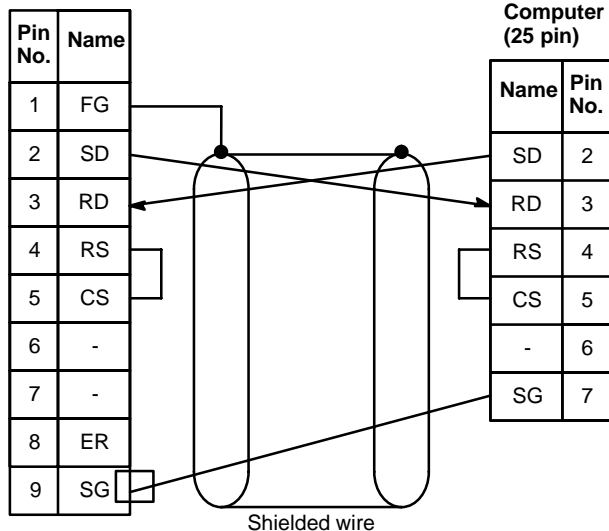 Computer
(25 pin)
Pin No. Name
1 FG
2 SD
3 RD
4 RS
5 CS
6 -
7 -
8 ER
9 SG
Name Pin No.
SD 2
RD 3
RS 4
CS 5
- 6
SG 7
Shielded wire